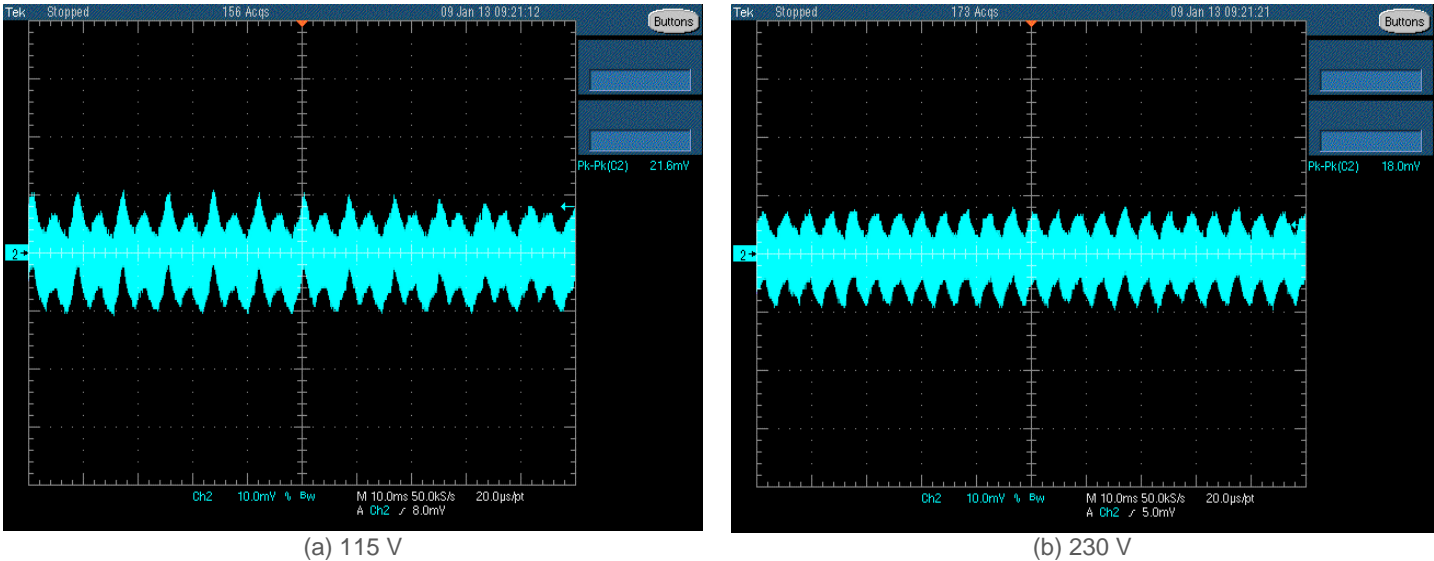 Tek Stopped 156 Acqs 09 Jan 13 09:21:12
Buttons
Pk-Pk(C2) 21.6mV
2
Ch2 10.0mV % Bw M 10.0ms 50.0kS/s 20.0µs/pt
A Ch2 8.0mV
(a) 115 V
Tek Stopped 173 Acqs 09 Jan 13 09:21:21
Buttons
Pk-Pk(C2) 18.0mV
2
Ch2 10.0mV % Bw M 10.0ms 50.0kS/s 20.0µs/pt
A Ch2 5.0mV
(b) 230 V